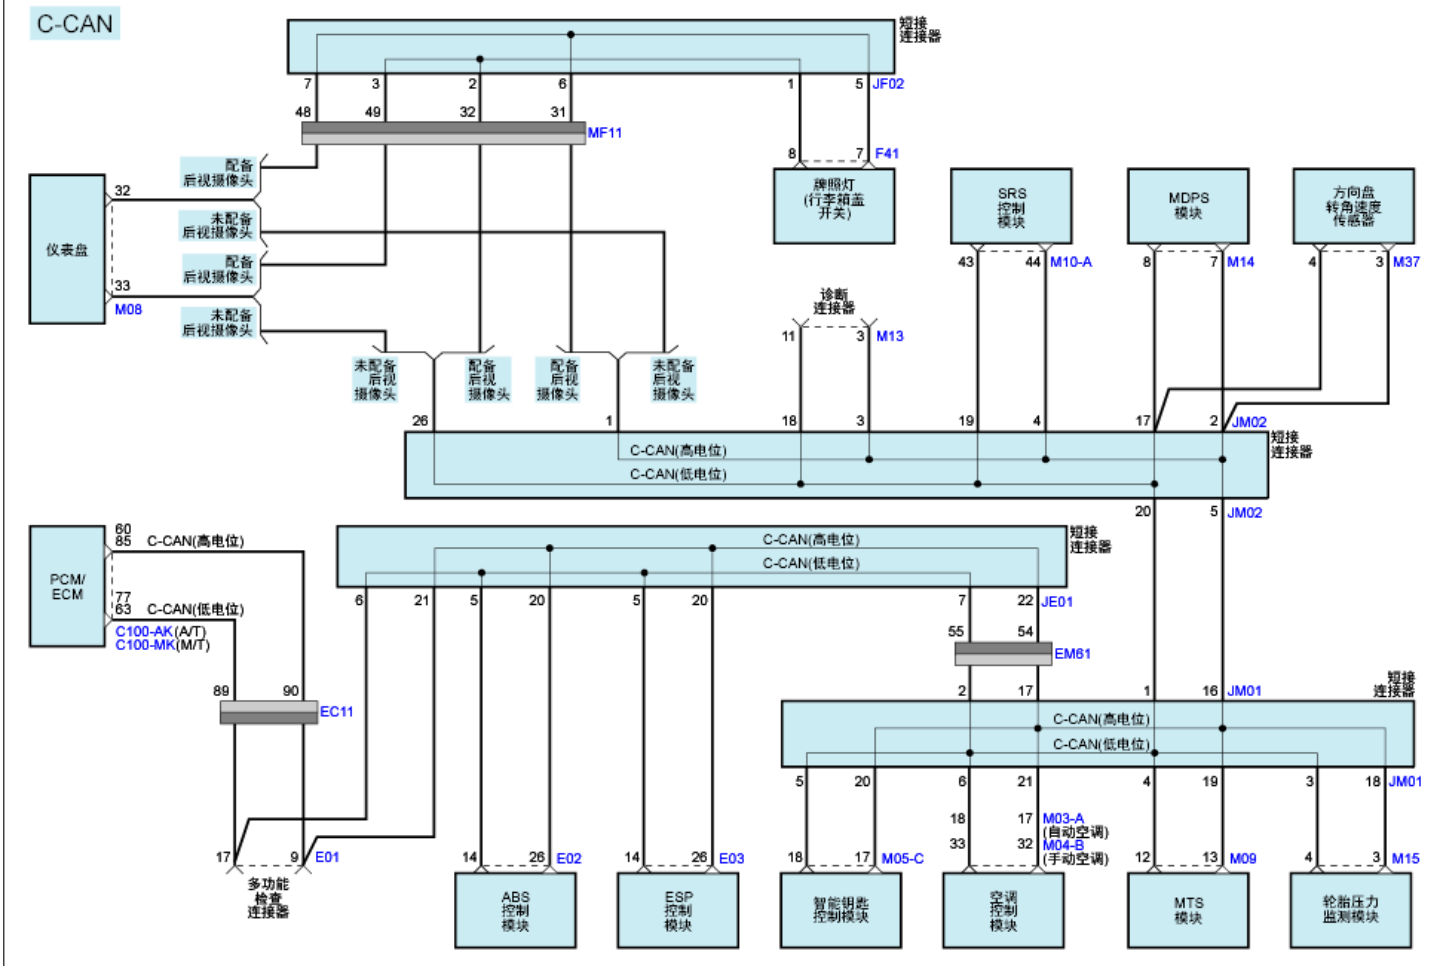 C-CAN
短接
连接器
7
3
2
6
1
5
JF02
48
49
32
31
MF11
8
7
F41
配备
后视摄像头
32
未配备
后视摄像头
仪表盘
配备
后视摄像头
33
M08
未配备
后视摄像头
牌照灯
(行李箱盖
开关)
SRS
控制
模块
MDPS
模块
方向盘
转角速度
传感器
43
44
M10-A
8
7
M14
4
3
M37
诊断
连接器
11
3
M13
未配备
后视
摄像头
配备
后视
摄像头
配备
后视
摄像头
未配备
后视
摄像头
26
1
18
3
19
4
17
2
JM02
短接
连接器
C-CAN(高电位)
C-CAN(低电位)
20
5
JM02
PCM/
ECM
60
85
C-CAN(高电位)
77
63
C-CAN(低电位)
C100-AK(A/T)
C100-MK(M/T)
短接
连接器
C-CAN(高电位)
C-CAN(低电位)
6
21
5
20
5
20
7
22
JE01
55
54
EM61
89
90
EC11
2
17
1
16
JM01
短接
连接器
C-CAN(高电位)
C-CAN(低电位)
5
20
6
21
4
19
3
18
JM01
18
17
M03-A
(自动空调)
33
32
M04-B
(手动空调)
17
9
E01
14
26
E02
14
26
E03
18
17
M05-C
12
13
M09
4
3
M15
多功能
检查
连接器
ABS
控制
模块
ESP
控制
模块
智能钥匙
控制模块
空调
控制
模块
MTS
模块
轮胎压力
监测模块